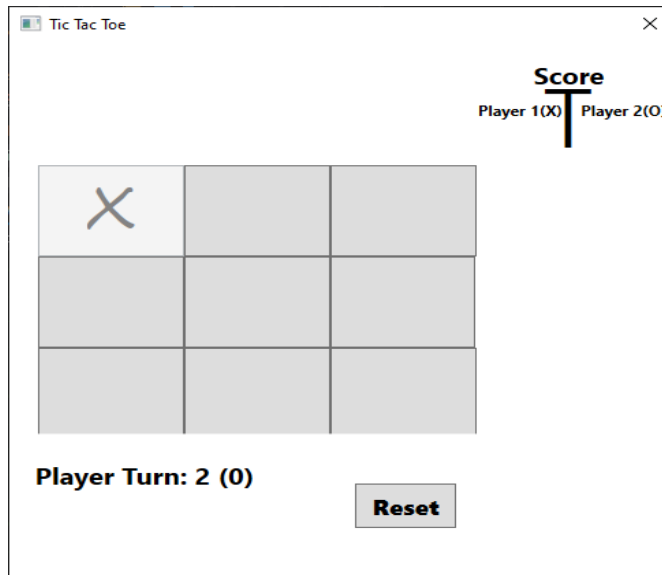 Tic Tac Toe
Score
Player 1(X) Player 2(O)
X
Player Turn: 2 (0)
Reset